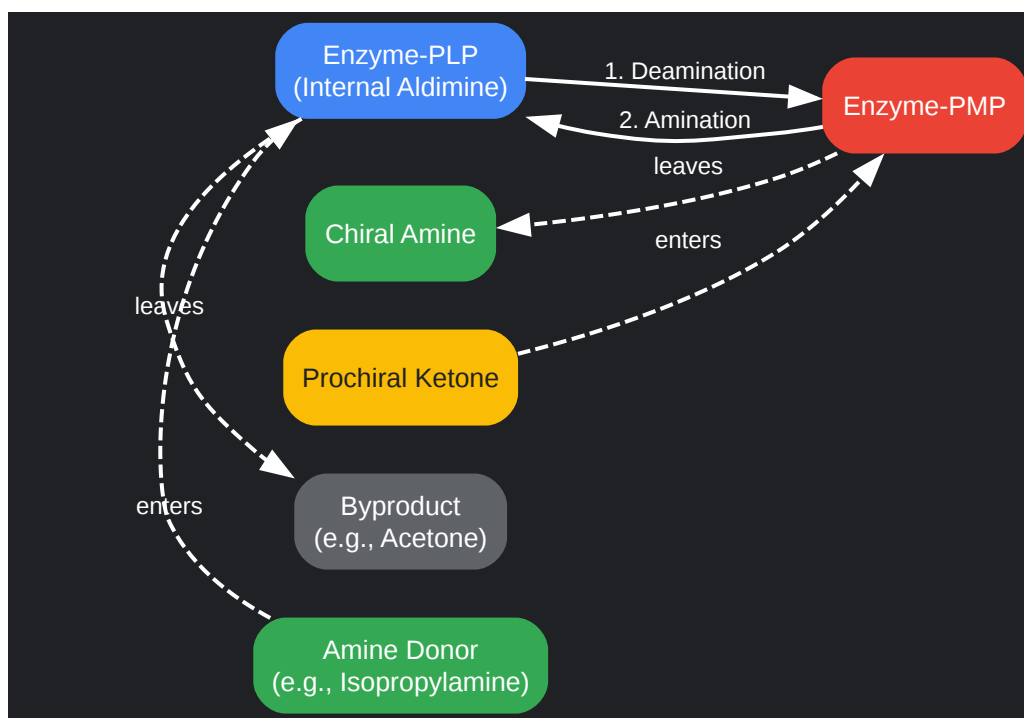 Enzyme-PLP
(Internal Aldimine)
1. Deamination
Enzyme-PMP
2. Amination
leaves
Chiral Amine
enters
leaves
Prochiral Ketone
Byproduct
(e.g., Acetone)
enters
Amine Donor
(e.g., Isopropylamine)